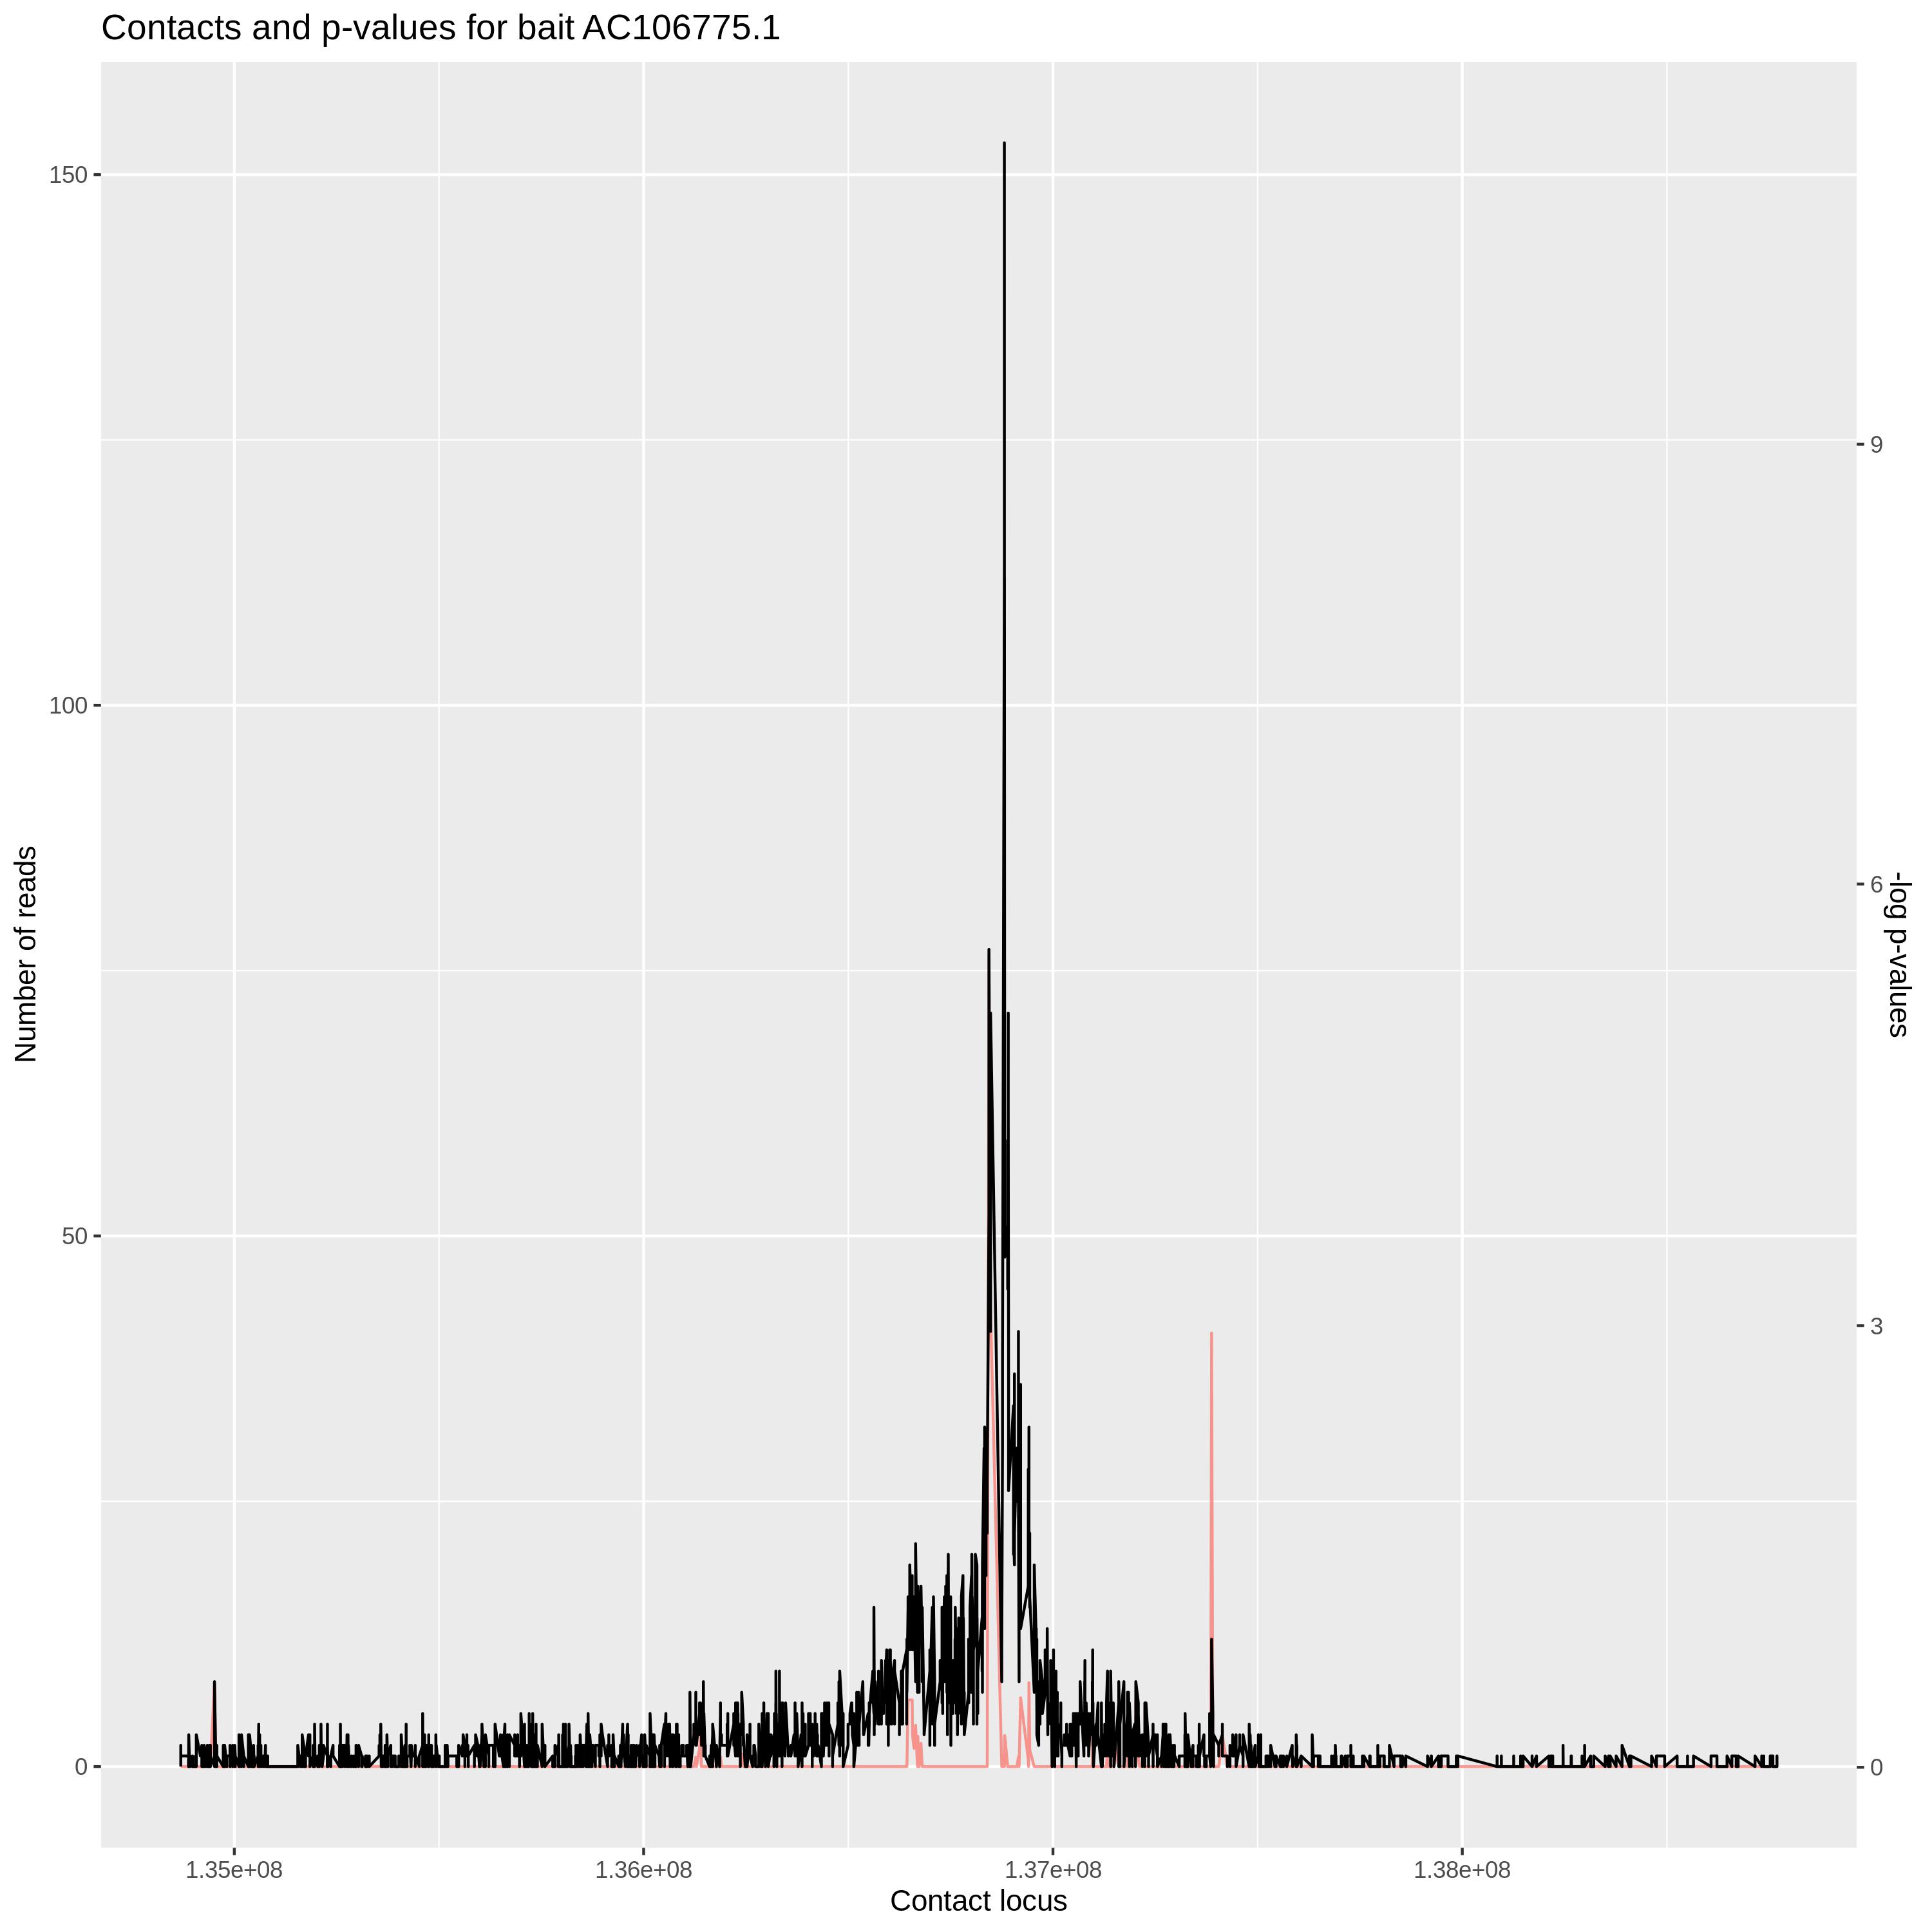 Contacts and p-values for bait AC106775.1
150
100
50
0
Number of reads
9
6
3
0
-log p-values
1.35e+08
1.36e+08
1.37e+08
1.38e+08
Contact locus